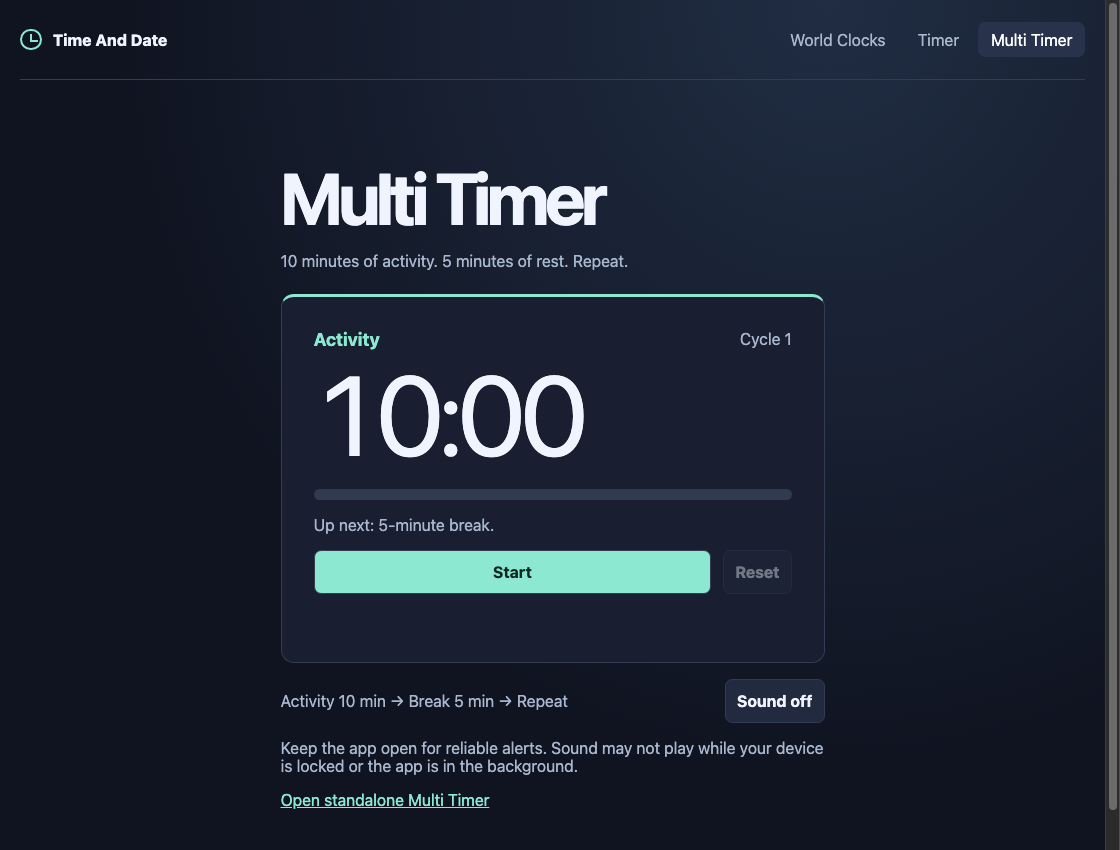 Time And Date
World Clocks
Timer
Multi Timer
Multi Timer
10 minutes of activity. 5 minutes of rest. Repeat.
Activity
Cycle 1
10:00
Up next: 5-minute break.
Start
Reset
Activity 10 min → Break 5 min → Repeat
Sound off
Keep the app open for reliable alerts. Sound may not play while your device
is locked or the app is in the background.
Open standalone Multi Timer